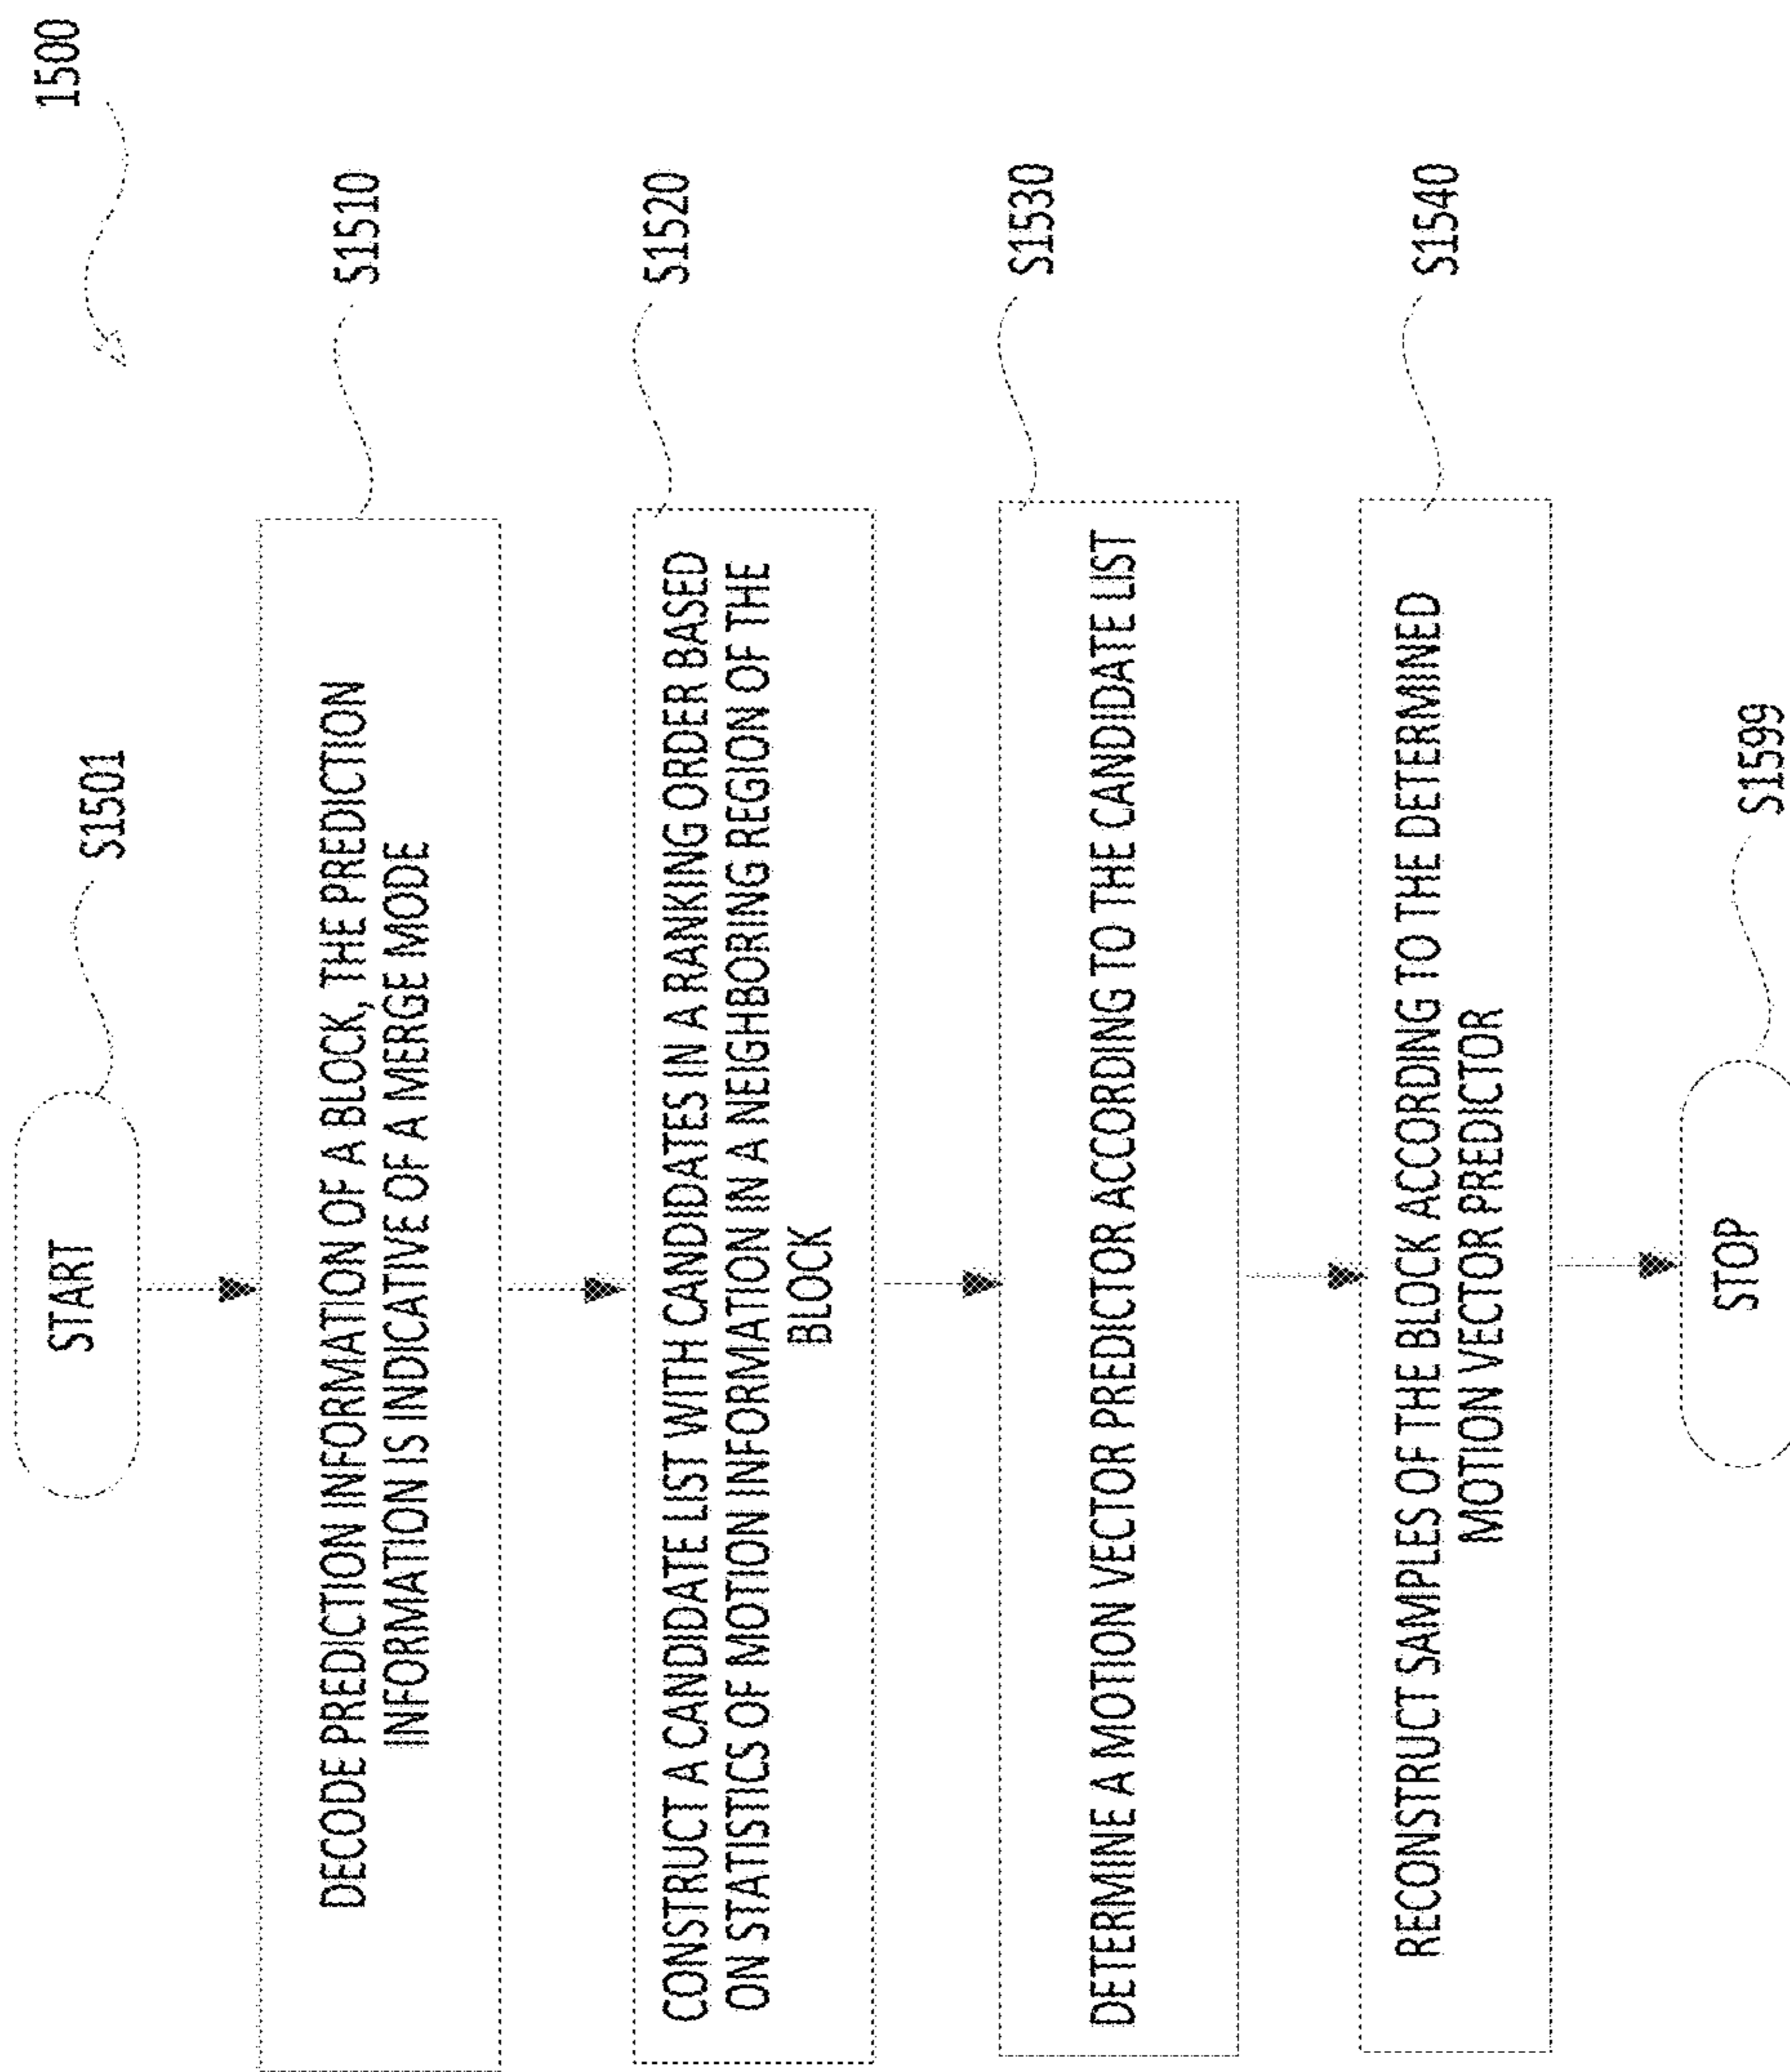 1500
START
S1501
DECODE PREDICTION INFORMATION OF A BLOCK, THE PREDICTION
INFORMATION IS INDICATIVE OF A MERGE MODE
S1510
CONSTRUCT A CANDIDATE LIST WITH CANDIDATES IN A RANKING ORDER BASED
ON STATISTICS OF MOTION INFORMATION IN A NEIGHBORING REGION OF THE
BLOCK
S1520
DETERMINE A MOTION VECTOR PREDICTOR ACCORDING TO THE CANDIDATE LIST
S1530
RECONSTRUCT SAMPLES OF THE BLOCK ACCORDING TO THE DETERMINED
MOTION VECTOR PREDICTOR
S1540
STOP
S1599